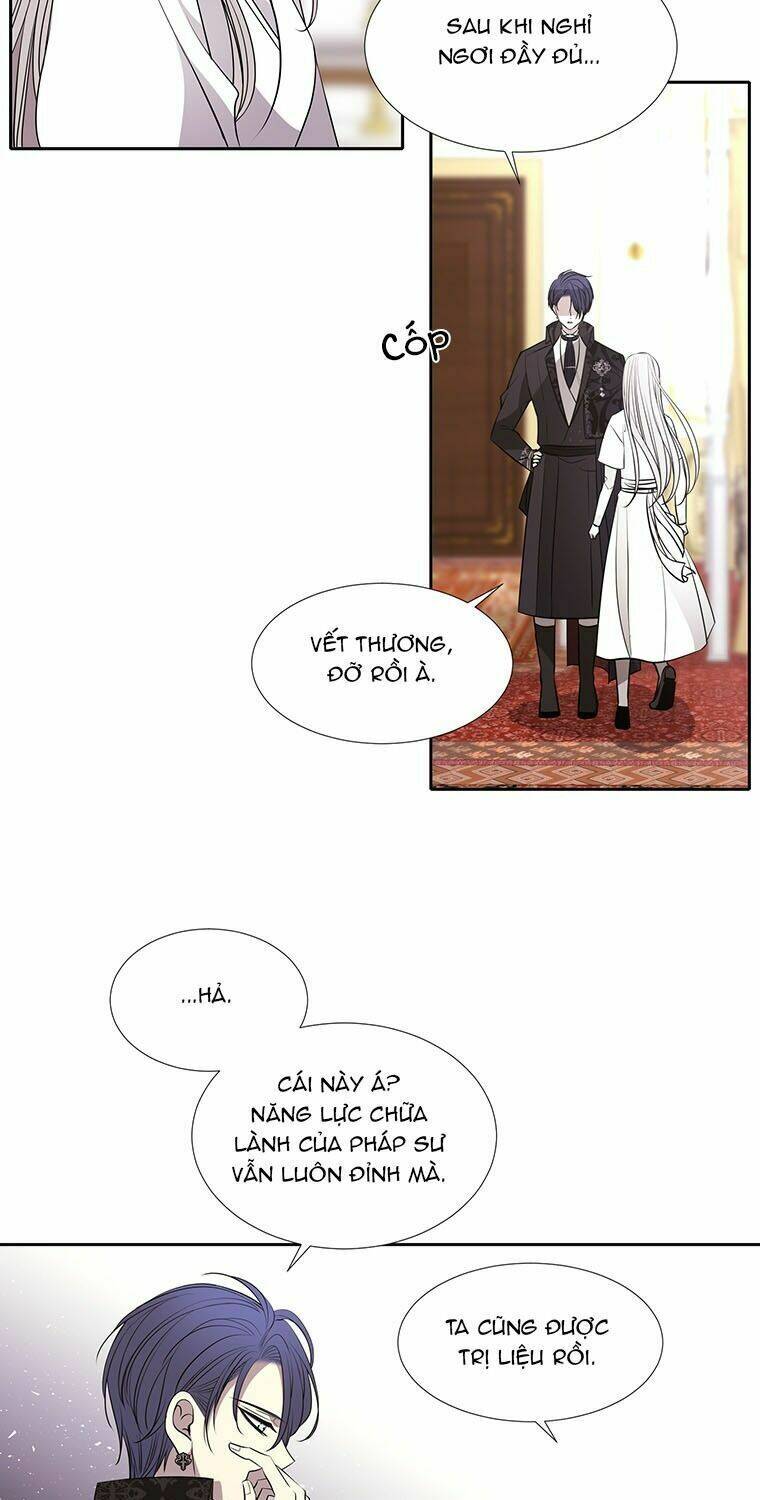 SAU KHI NGHỈ
NGƠI ĐẦY ĐỦ...
CỐP
VẾT THƯƠNG,
ĐỠ RỒI À.
...HẢ.
CÁI NÀY Á?
NĂNG LỰC CHỮA
LÀNH CỦA PHÁP SƯ
VẪN LUÔN ĐỈNH MÀ.
TA CŨNG ĐƯỢC
TRỊ LIỆU RỒI.